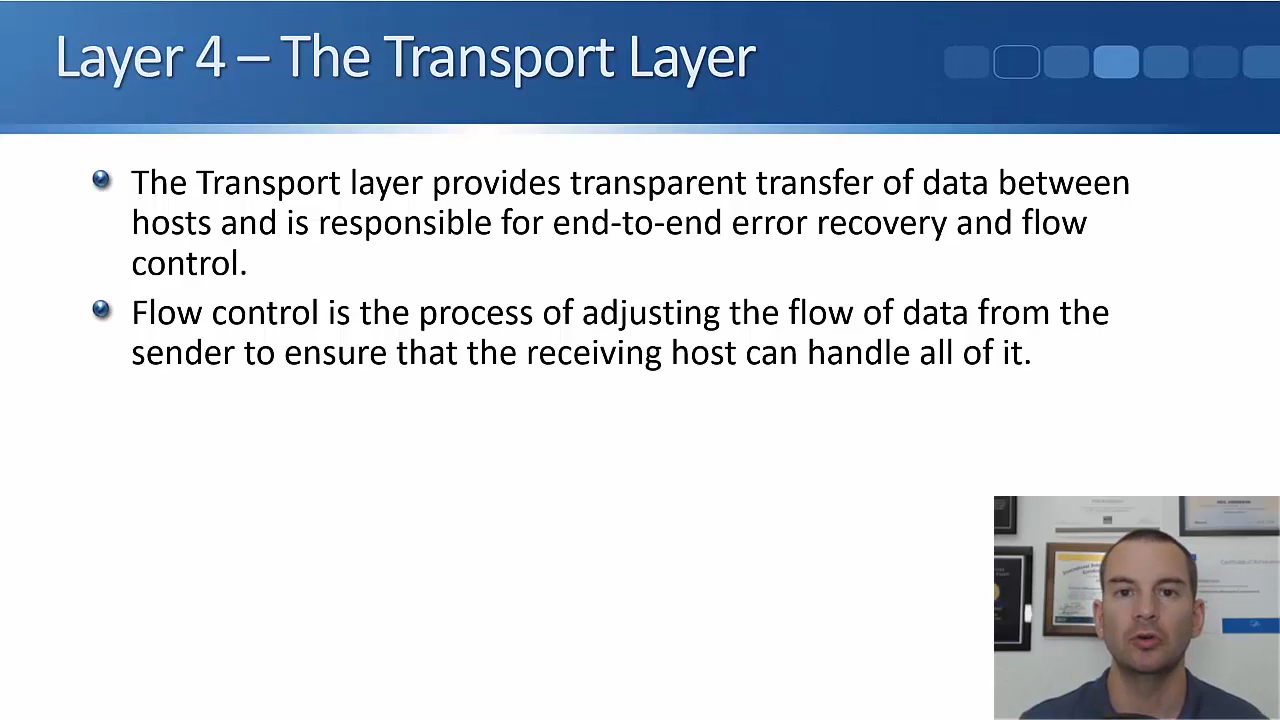 Layer 4 – The Transport Layer
The Transport layer provides transparent transfer of data between
hosts and is responsible for end-to-end error recovery and flow
control.
Flow control is the process of adjusting the flow of data from the
sender to ensure that the receiving host can handle all of it.